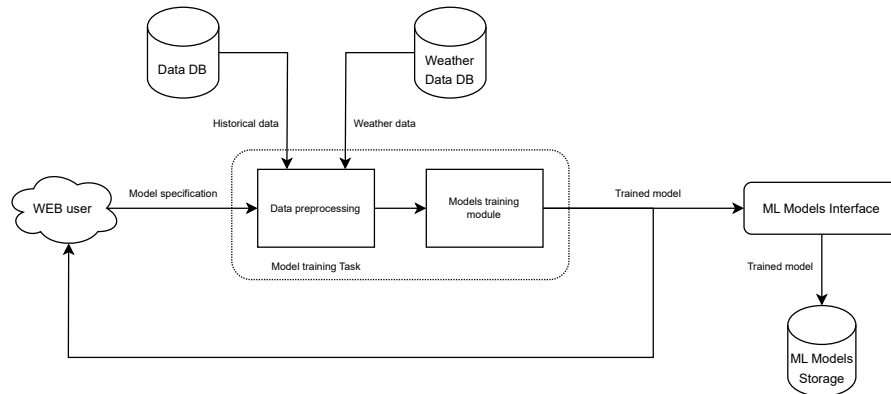 Data DB
Weather
Data DB
Historical data
Weather data
WEB user
Model specification
Data preprocessing
Models training
module
Trained model
ML Models Interface
Model training Task
Trained model
ML Models
Storage